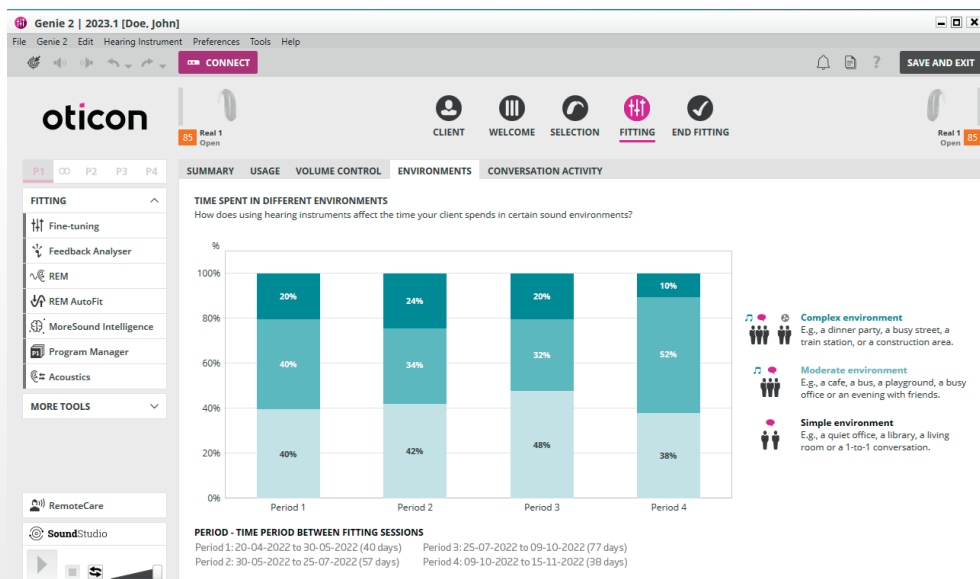 Genie 2 | 2023.1 [Doe, John]
File Genie 2 Edit Hearing Instrument Preferences Tools Help
CONNECT
?
SAVE AND EXIT
oticon
85
Real 1
Open
CLIENT
WELCOME
SELECTION
FITTING
END FITTING
Real 1
Open
85
P1 P2 P3 P4
SUMMARY USAGE VOLUME CONTROL ENVIRONMENTS CONVERSATION ACTIVITY
FITTING
Fine-tuning
Feedback Analyser
REM
REM AutoFit
MoreSound Intelligence
P1 Program Manager
Acoustics
MORE TOOLS
RemoteCare
SoundStudio
TIME SPENT IN DIFFERENT ENVIRONMENTS
How does using hearing instruments affect the time your client spends in certain sound environments?
%
100%
80%
60%
40%
20%
0%
20%
40%
40%
24%
34%
42%
20%
32%
48%
10%
52%
38%
Period 1
Period 2
Period 3
Period 4
Complex environment
E.g., a dinner party, a busy street, a
train station, or a construction area.
Moderate environment
E.g., a cafe, a bus, a playground, a busy
office or an evening with friends.
Simple environment
E.g., a quiet office, a library, a living
room or a 1-to-1 conversation.
PERIOD - TIME PERIOD BETWEEN FITTING SESSIONS
Period 1: 20-04-2022 to 30-05-2022 (40 days) Period 3: 25-07-2022 to 09-10-2022 (77 days)
Period 2: 30-05-2022 to 25-07-2022 (57 days) Period 4: 09-10-2022 to 15-11-2022 (38 days)